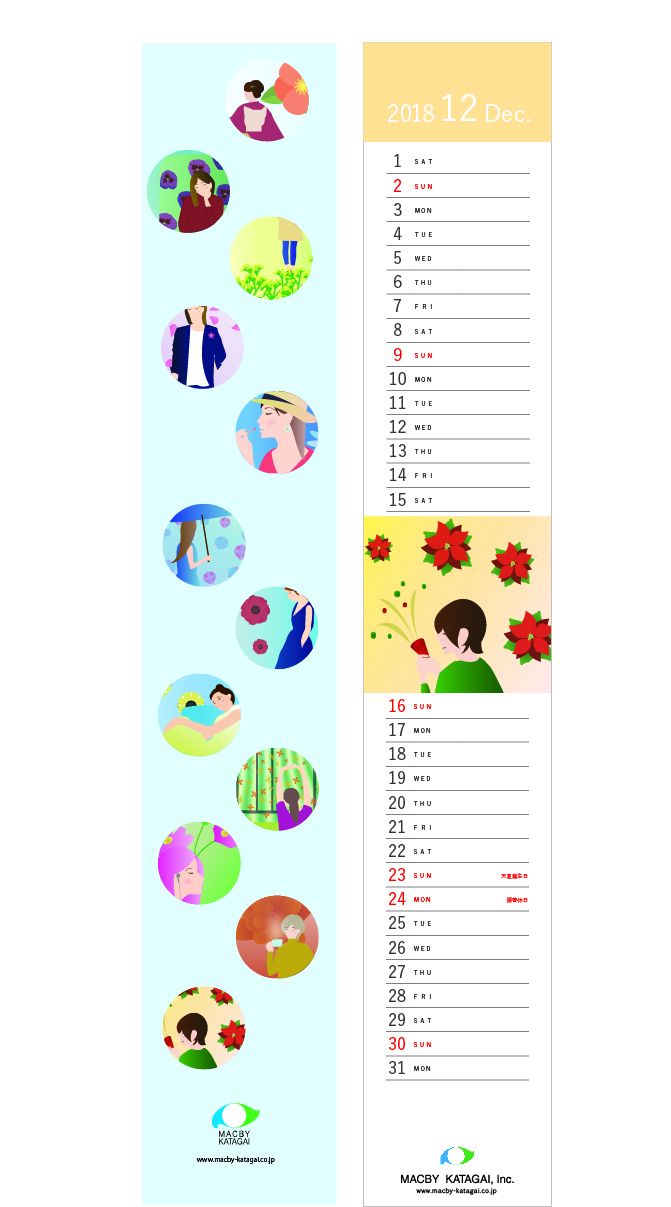 MACBY
KATAGAI
www.macby-katagai.co.jp
2018 12 Dec.
1 SAT
2 SUN
3 MON
4 TUE
5 WED
6 THU
7 FRI
8 SAT
9 SUN
10 MON
11 TUE
12 WED
13 THU
14 FRI
15 SAT
16 SUN
17 MON
18 TUE
19 WED
20 THU
21 FRI
22 SAT
23 SUN 天皇誕生日
24 MON 振替休日
25 TUE
26 WED
27 THU
28 FRI
29 SAT
30 SUN
31 MON
MACBY KATAGAI, Inc.
www.macby-katagai.co.jp